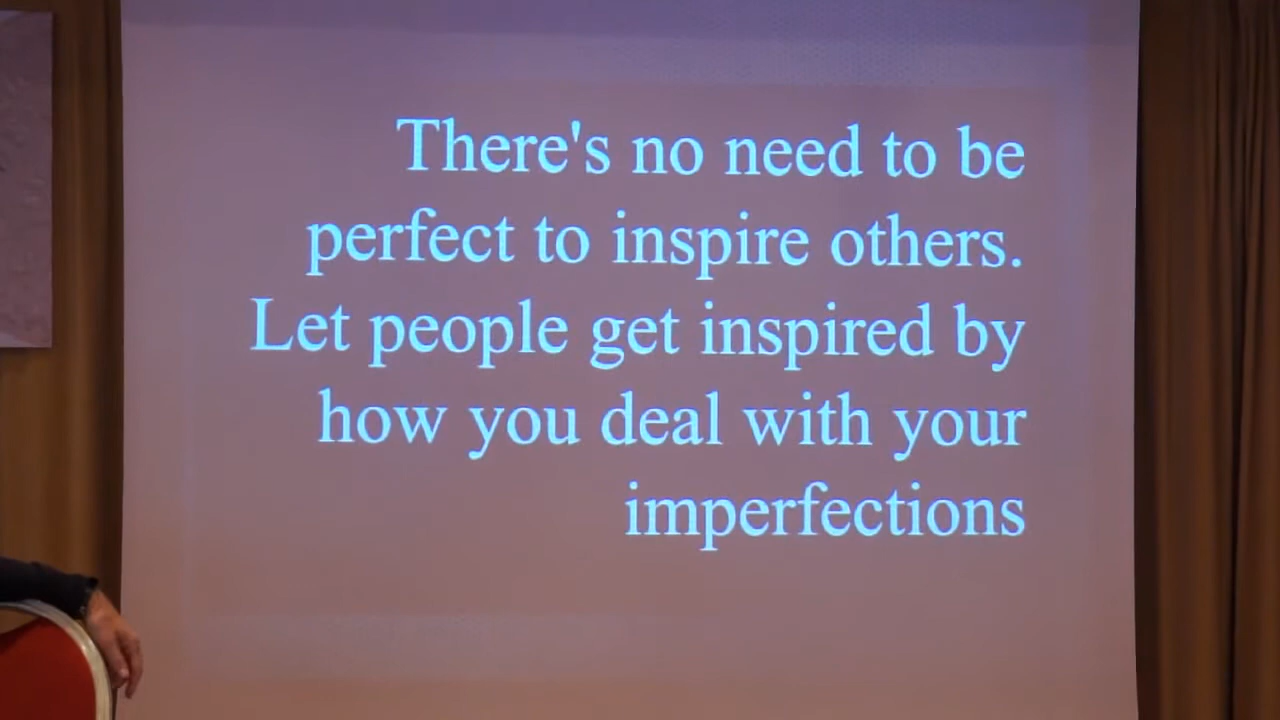 There's no need to be
perfect to inspire others.
Let people get inspired by
how you deal with your
imperfections